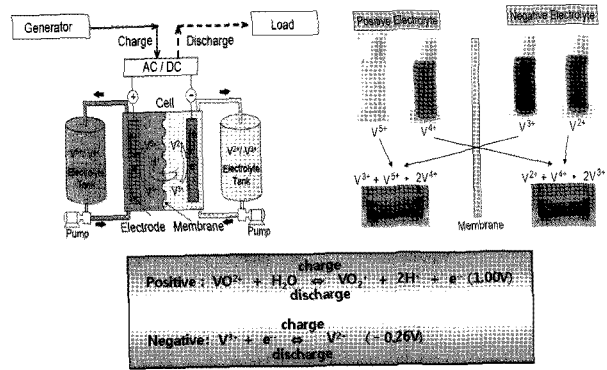 Generator
Load
Charge
Discharge
AC / DC
Cell
Electrolyte
Tank
Electrolyte
Tank
Pump
Electrode
Membrane
Pump
Positive Electrolyte
Negative Electrolyte
V5+
V4+
V3+
V2+
V3+ + V5+ → 2V4+
V2+ + V4+ → 2V3+
Membrane
charge
Positive : VO2+ + H2O ⇔ VO2+ + 2H+ + e- (1.00V)
discharge
charge
Negative: V3+ + e- ⇔ V2+ (-0.26V)
discharge